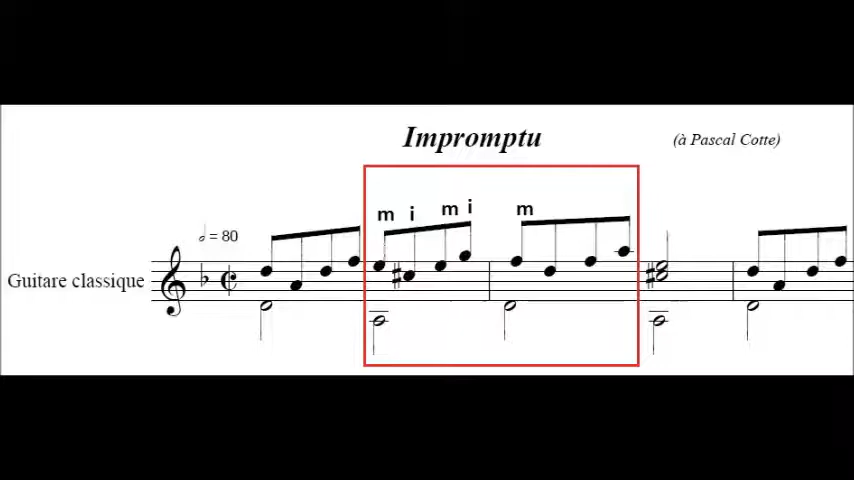 Impromptu
(à Pascal Cotte)
m i m i m
= 80
Guitare classique